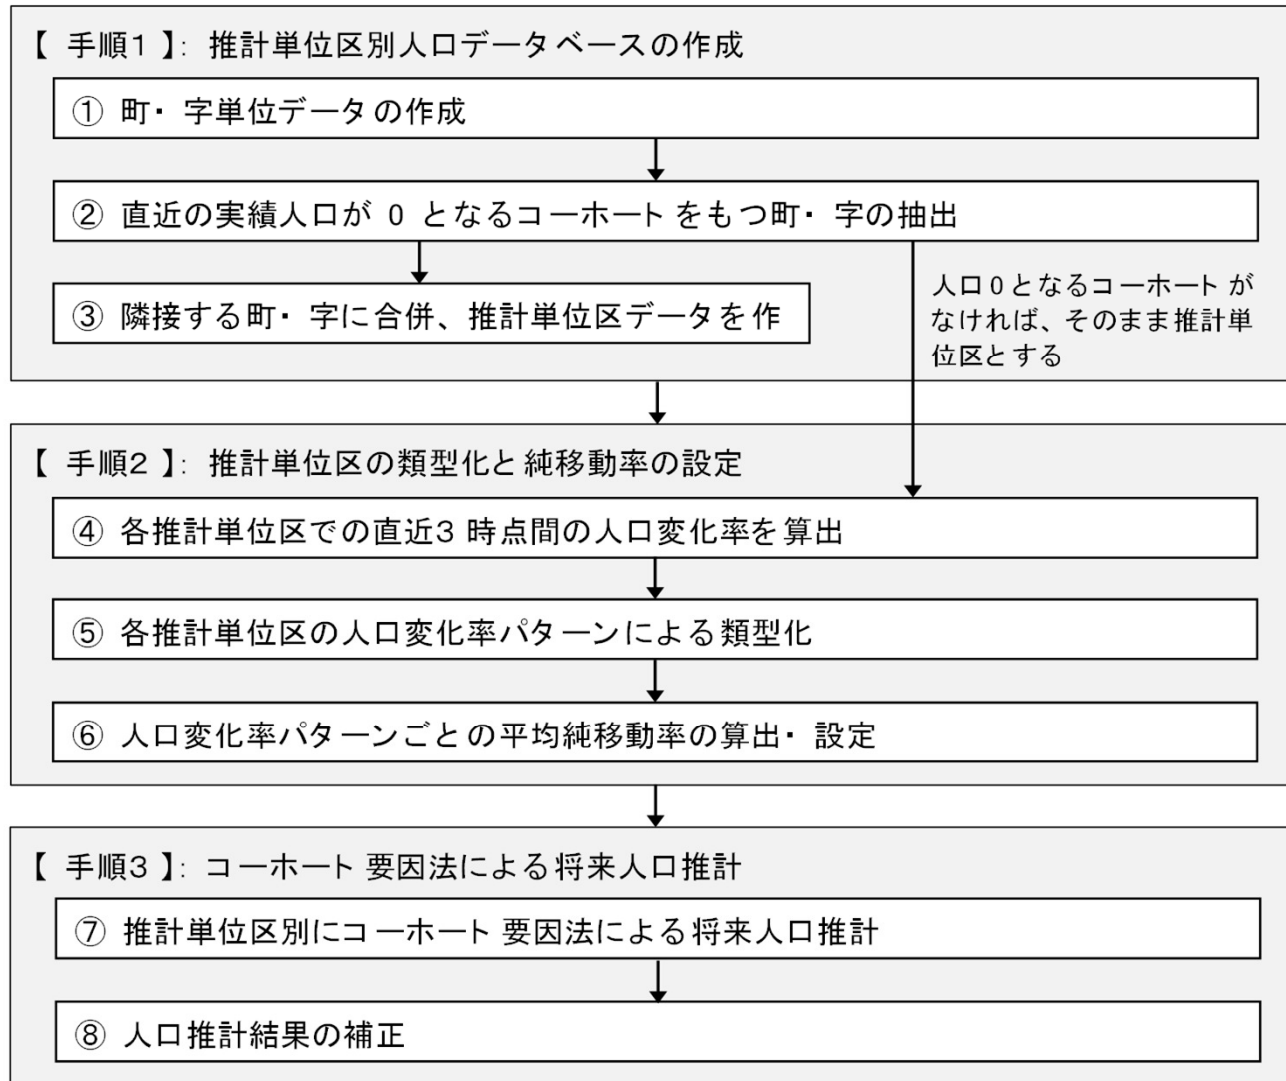 【 手順1 】: 推計単位区別人口データベースの作成
① 町・ 字単位データの作成
② 直近の実績人口が 0 となるコーホート をもつ町・ 字の抽出
③ 隣接する町・ 字に合併、推計単位区データを作
人口0となるコーホート が
なければ、そのまま推計単
位区とする
【 手順2 】: 推計単位区の類型化と純移動率の設定
④ 各推計単位区での直近3 時点間の人口変化率を算出
⑤ 各推計単位区の人口変化率パターンによる類型化
⑥ 人口変化率パターンごとの平均純移動率の算出・ 設定
【 手順3 】: コーホート 要因法による将来人口推計
⑦ 推計単位区別にコーホート 要因法による将来人口推計
⑧ 人口推計結果の補正